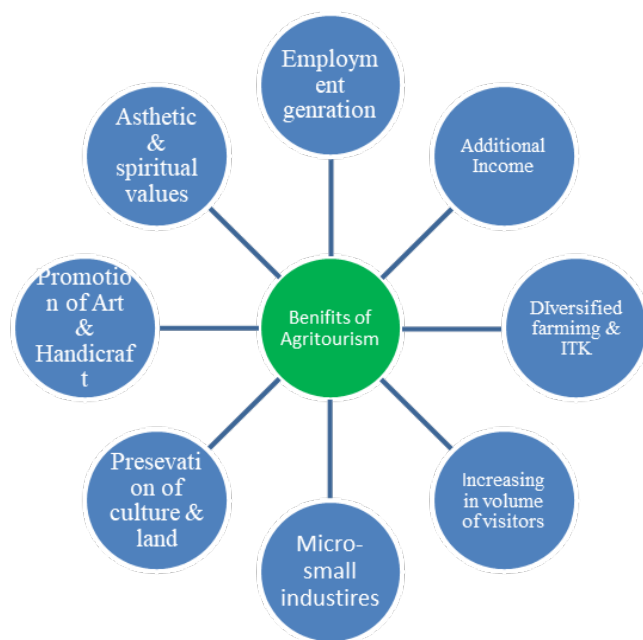 Employm
ent
genration
Additional
Income
DIversified
farmimg &
ITK
Increasing
in volume
of visitors
Micro-
small
industires
Presevati
on of
culture &
land
Promotio
n of Art
&
Handicraf
t
Asthetic
&
spiritual
values
Benifits of
Agritourism